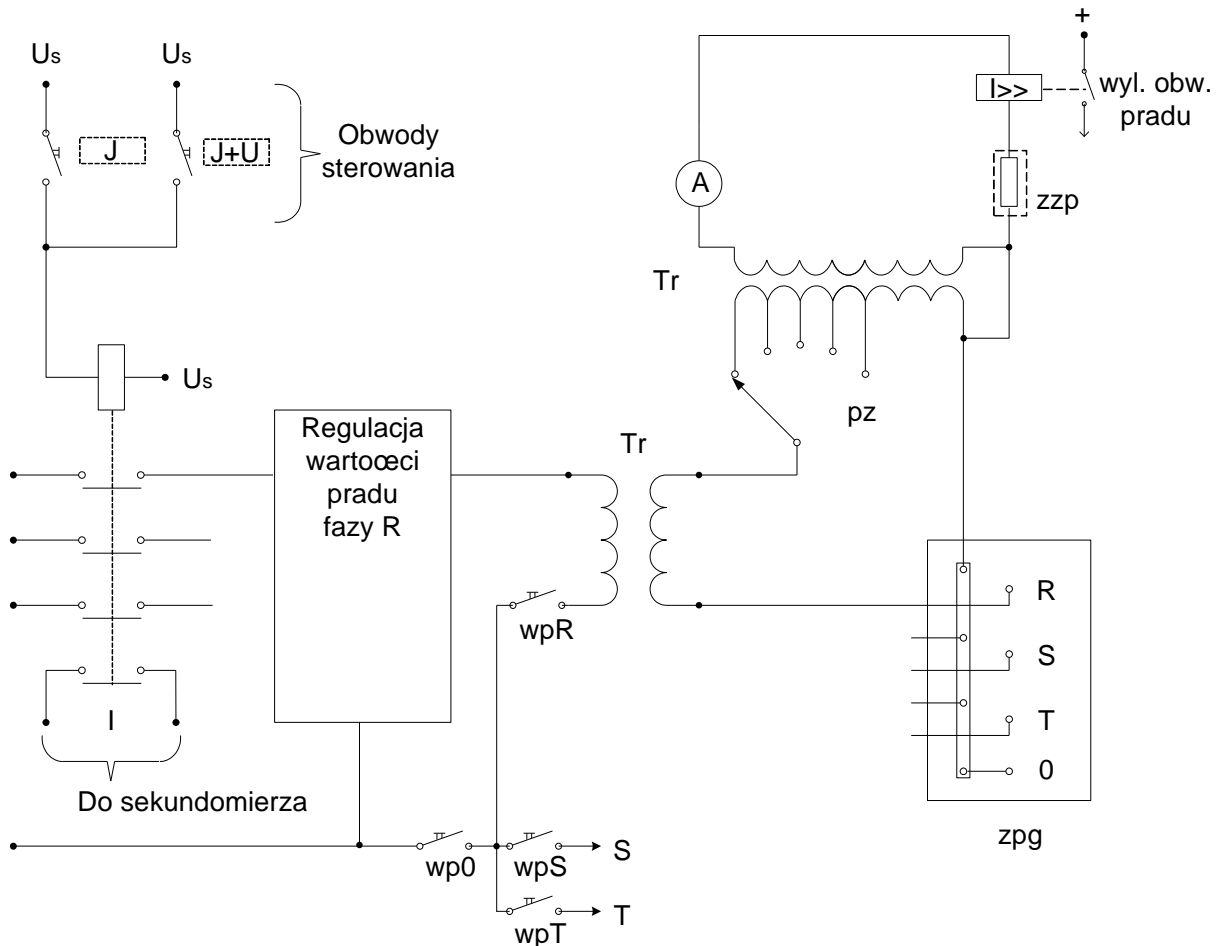 Us
Us
+
I>>
wyl. obw.
pradu
J
J+U
Obwody
sterowania
A
zzp
Tr
Us
pz
Regulacja
wartoœci
pradu
fazy R
Tr
R
wpR
S
I
T
0
Do sekundomierza
zpg
wp0
wpS
S
wpT
T